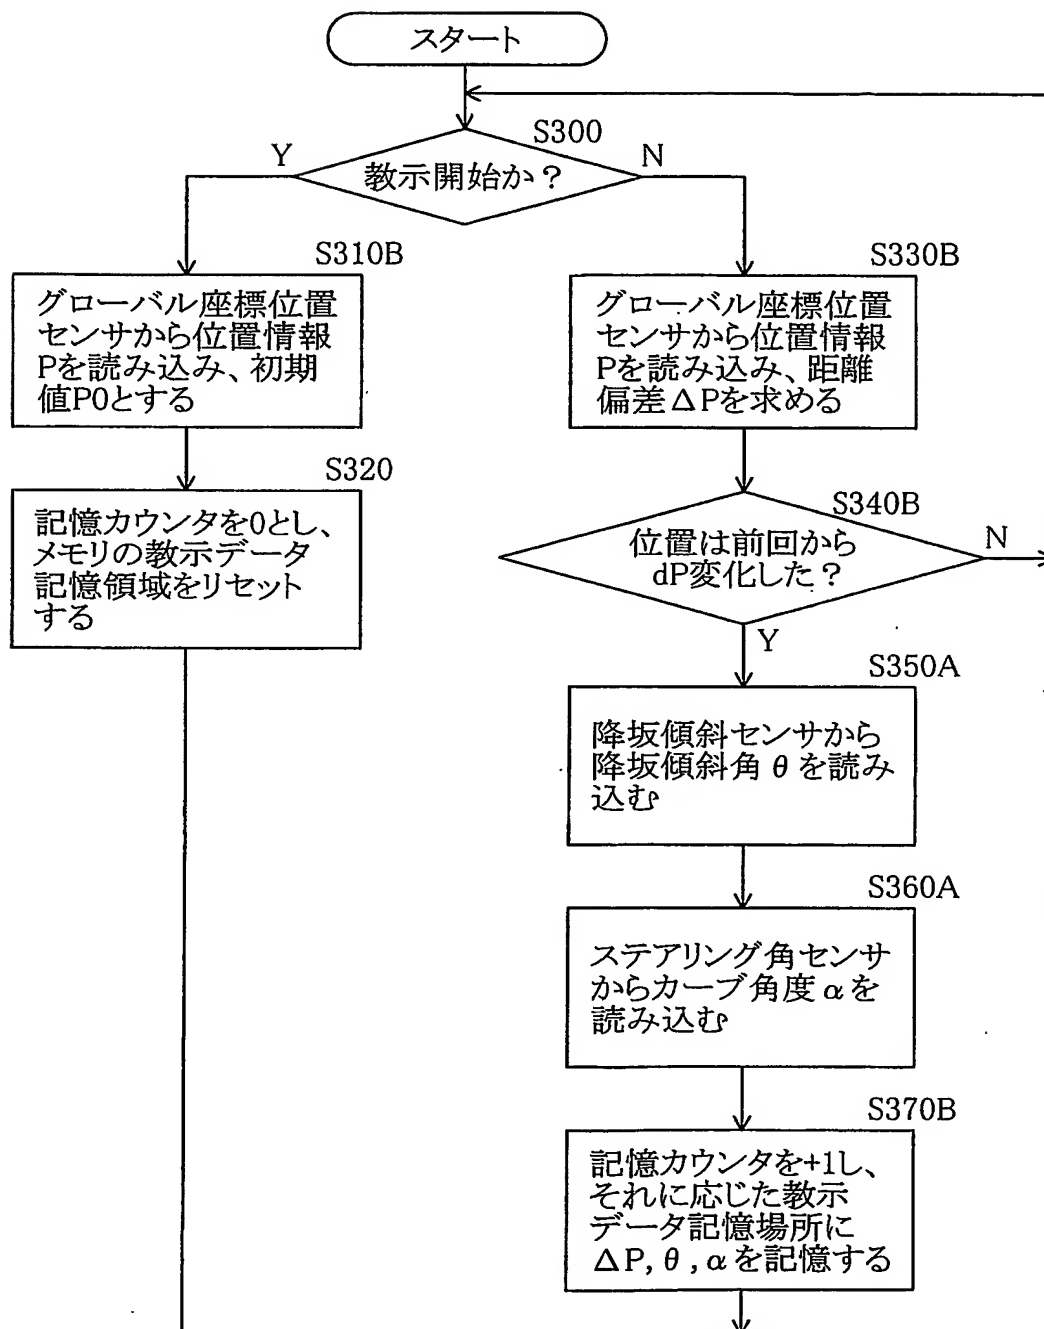 スタート
S300
Y
教示開始か?
N
S310B
グローバル座標位置
センサから位置情報
Pを読み込み、初期
値P0とする
S320
記憶カウンタを0とし、
メモリの教示データ
記憶領域をリセット
する
S330B
グローバル座標位置
センサから位置情報
Pを読み込み、距離
偏差ΔPを求める
S340B
位置は前回から
dP変化した?
N
Y
S350A
降坂傾斜センサから
降坂傾斜角θを読み
込む
S360A
ステアリング角センサ
からカーブ角度αを
読み込む
S370B
記憶カウンタを+1し、
それに応じた教示
データ記憶場所に
ΔP,θ,αを記憶する